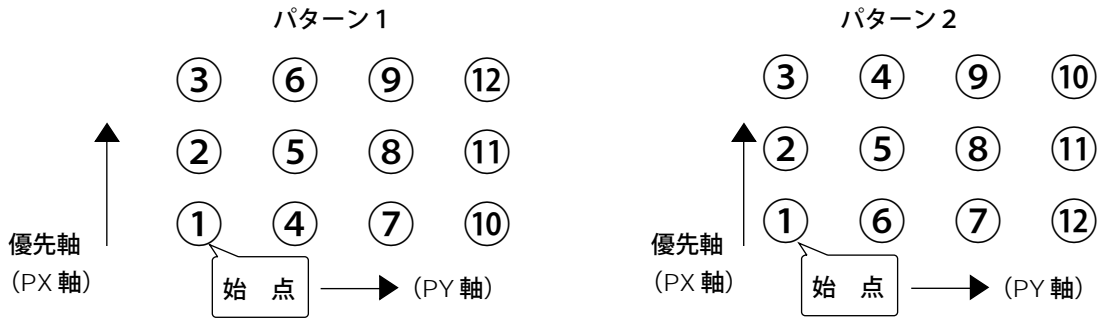 パターン 1
③ ⑥ ⑨ ⑫
② ⑤ ⑧ ⑪
① ④ ⑦ ⑩
優先軸
（PX 軸）
始 点
（PY 軸）
パターン 2
③ ④ ⑨ ⑩
② ⑤ ⑧ ⑪
① ⑥ ⑦ ⑫
優先軸
（PX 軸）
始 点
（PY 軸）